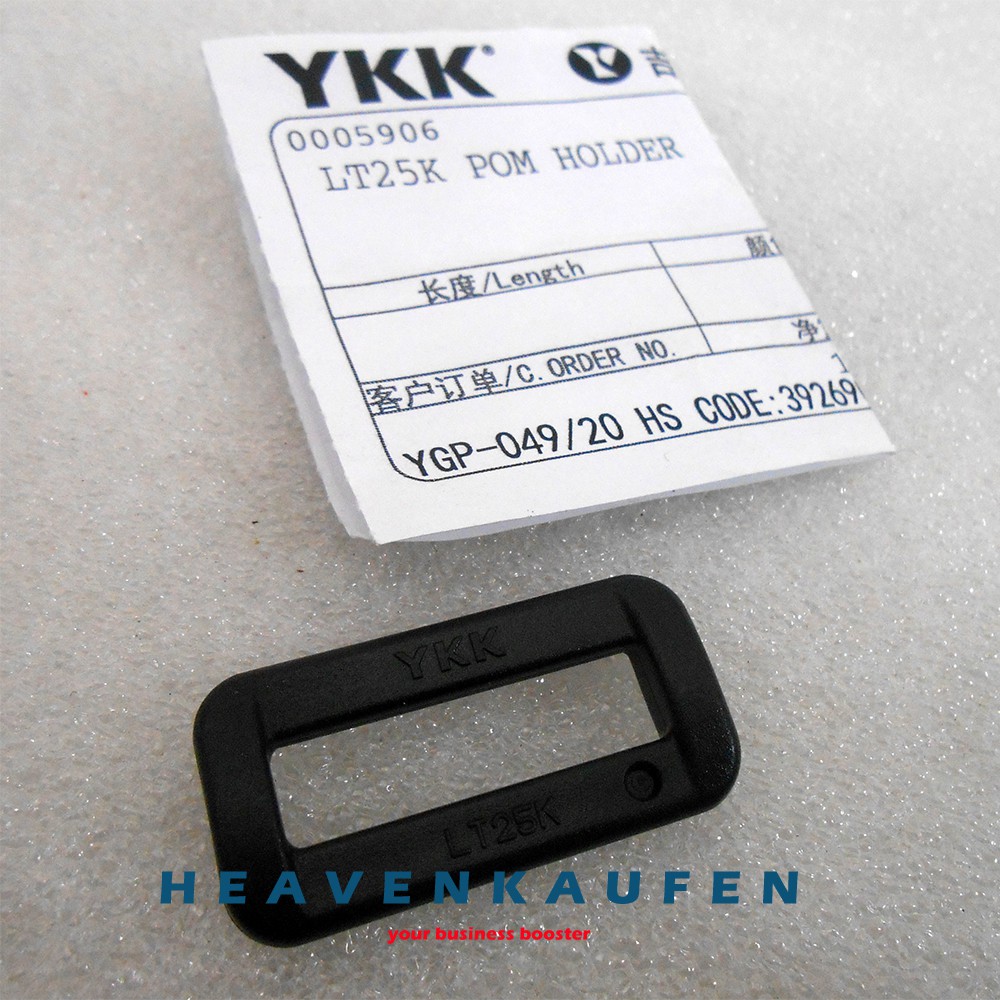 YKK®
0005906
LT25K POM HOLDER
长度/Length
客户订单/C.ORDER NO.
YGP-049/20 HS CODE:39269
YKK
LT25K
HEAVENKAUFEN
your business booster